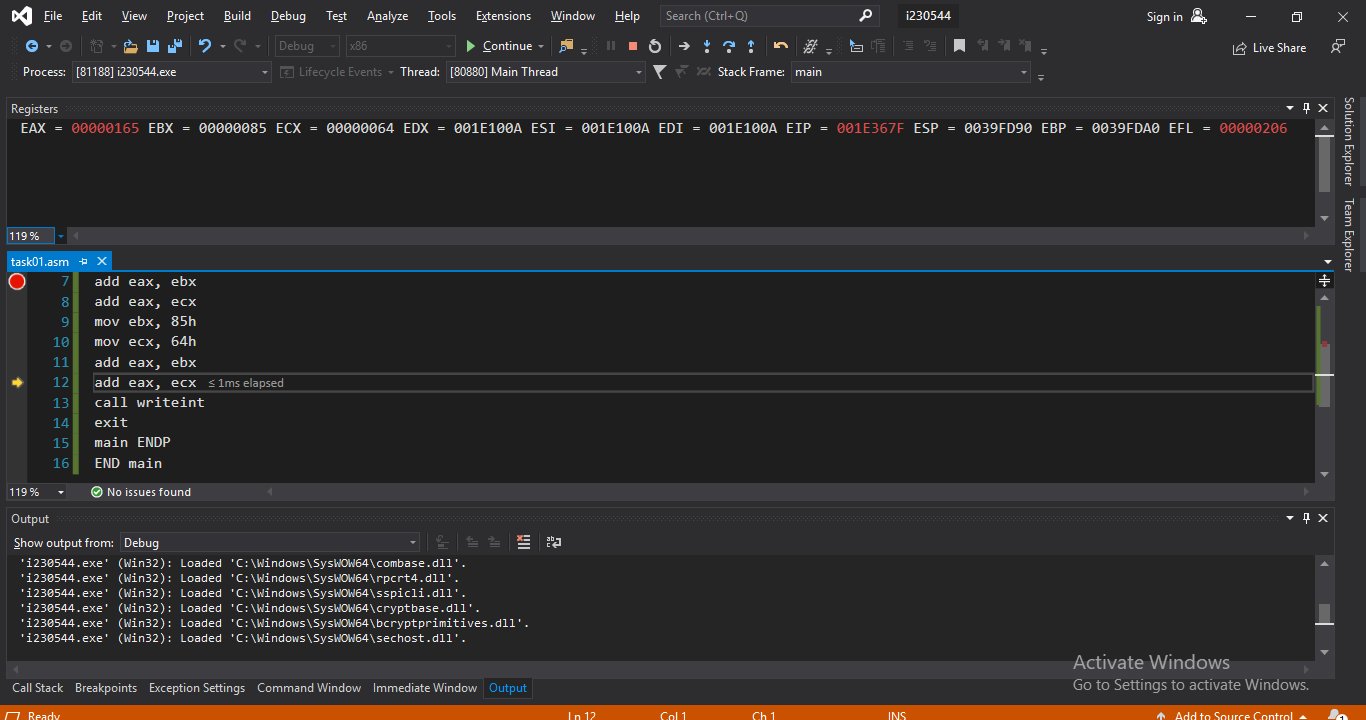 File Edit View Project Build Debug Test Analyze Tools Extensions Window Help Search (Ctrl+Q) i230544 Sign in
Debug x86 Continue Live Share
Process: [81188] i230544.exe Lifecycle Events Thread: [80880] Main Thread Stack Frame: main
Registers
EAX = 00000165 EBX = 00000085 ECX = 00000064 EDX = 001E100A ESI = 001E100A EDI = 001E100A EIP = 001E367F ESP = 0039FD90 EBP = 0039FDA0 EFL = 00000206
119 %
Solution Explorer
Team Explorer
task01.asm
7 add eax, ebx
8 add eax, ecx
9 mov ebx, 85h
10 mov ecx, 64h
11 add eax, ebx
12 add eax, ecx ≤ 1ms elapsed
13 call writeint
14 exit
15 main ENDP
16 END main
119 % No issues found
Output
Show output from: Debug
'i230544.exe' (Win32): Loaded 'C:\Windows\SysWOW64\combase.dll'.
'i230544.exe' (Win32): Loaded 'C:\Windows\SysWOW64\rpcrt4.dll'.
'i230544.exe' (Win32): Loaded 'C:\Windows\SysWOW64\sspicli.dll'.
'i230544.exe' (Win32): Loaded 'C:\Windows\SysWOW64\cryptbase.dll'.
'i230544.exe' (Win32): Loaded 'C:\Windows\SysWOW64\bcryptprimitives.dll'.
'i230544.exe' (Win32): Loaded 'C:\Windows\SysWOW64\sechost.dll'.
Activate Windows
Go to Settings to activate Windows.
Call Stack Breakpoints Exception Settings Command Window Immediate Window Output
Ready Ln 12 Col 1 Ch 1 INS Add to Source Control 1